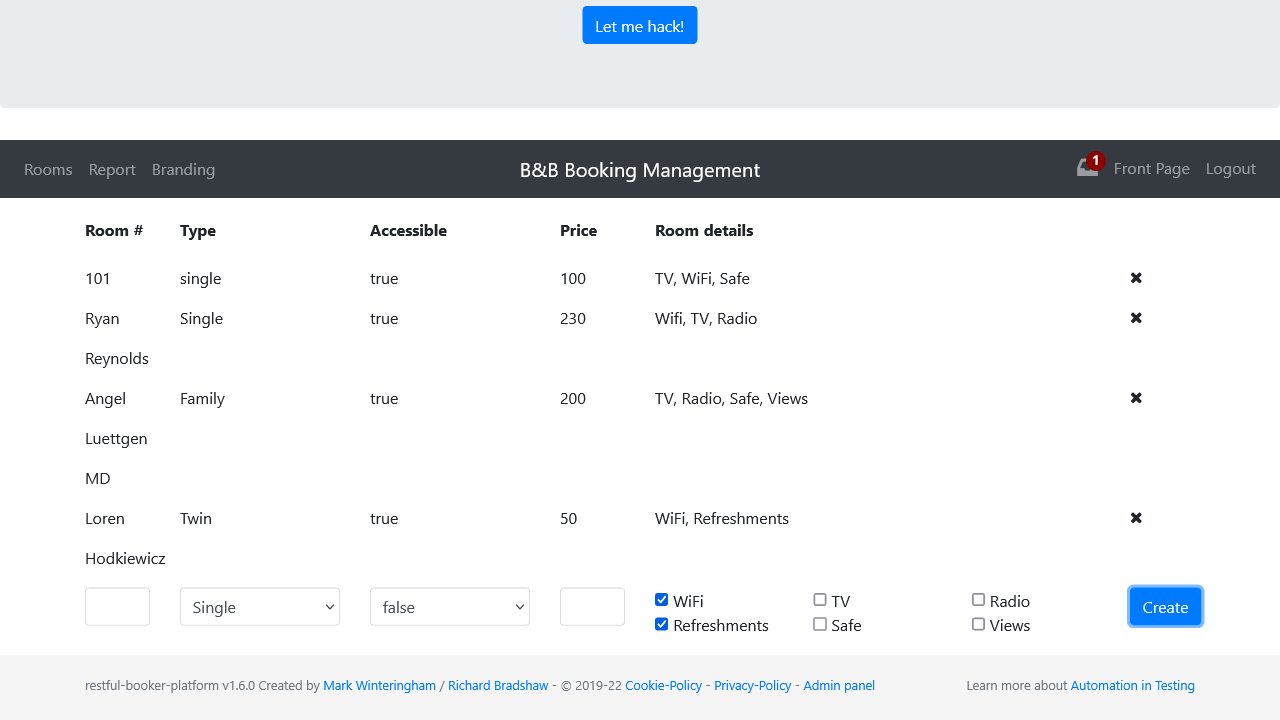 Let me hack!
Rooms Report Branding B&B Booking Management 1 Front Page Logout
Room # Type Accessible Price Room details
101 single true 100 TV, WiFi, Safe
Ryan Single true 230 Wifi, TV, Radio
Reynolds
Angel Family true 200 TV, Radio, Safe, Views
Luettgen
MD
Loren Twin true 50 WiFi, Refreshments
Hodkiewicz
Single false WiFi TV Radio Create
Refreshments Safe Views
restful-booker-platform v1.6.0 Created by Mark Winteringham / Richard Bradshaw - © 2019-22 Cookie-Policy - Privacy-Policy - Admin panel Learn more about Automation in Testing